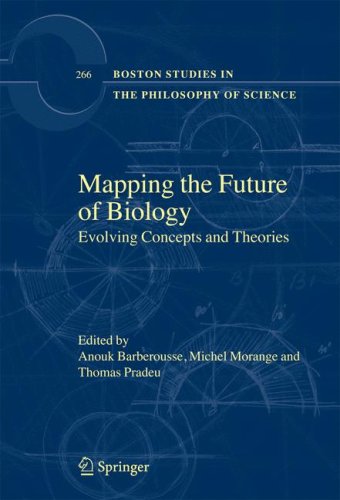 266 BOSTON STUDIES IN
THE PHILOSOPHY OF SCIENCE
Mapping the Future
of Biology
Evolving Concepts and Theories
Edited by
Anouk Barberousse, Michel Morange and
Thomas Pradeu
Springer